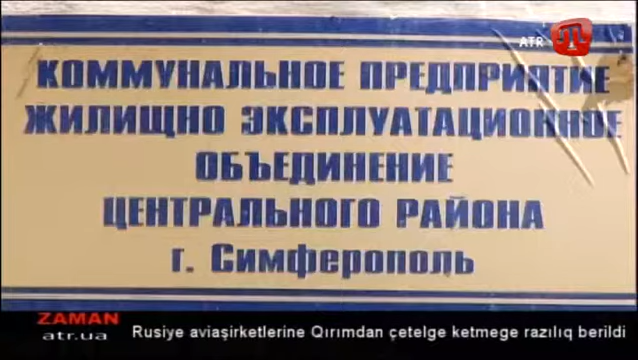 ATR
КОММУНАЛЬНОЕ ПРЕДПРИЯТИЕ
ЖИЛИЩНО ЭКСПЛУАТАЦИОННОЕ
ОБЪЕДИНЕНИЕ
ЦЕНТРАЛЬНОГО РАЙОНА
г. Симферополь
ZAMAN
atr.ua
Rusiye aviaşirketlerine Qırımdan çetelge ketmege razılıq berildi